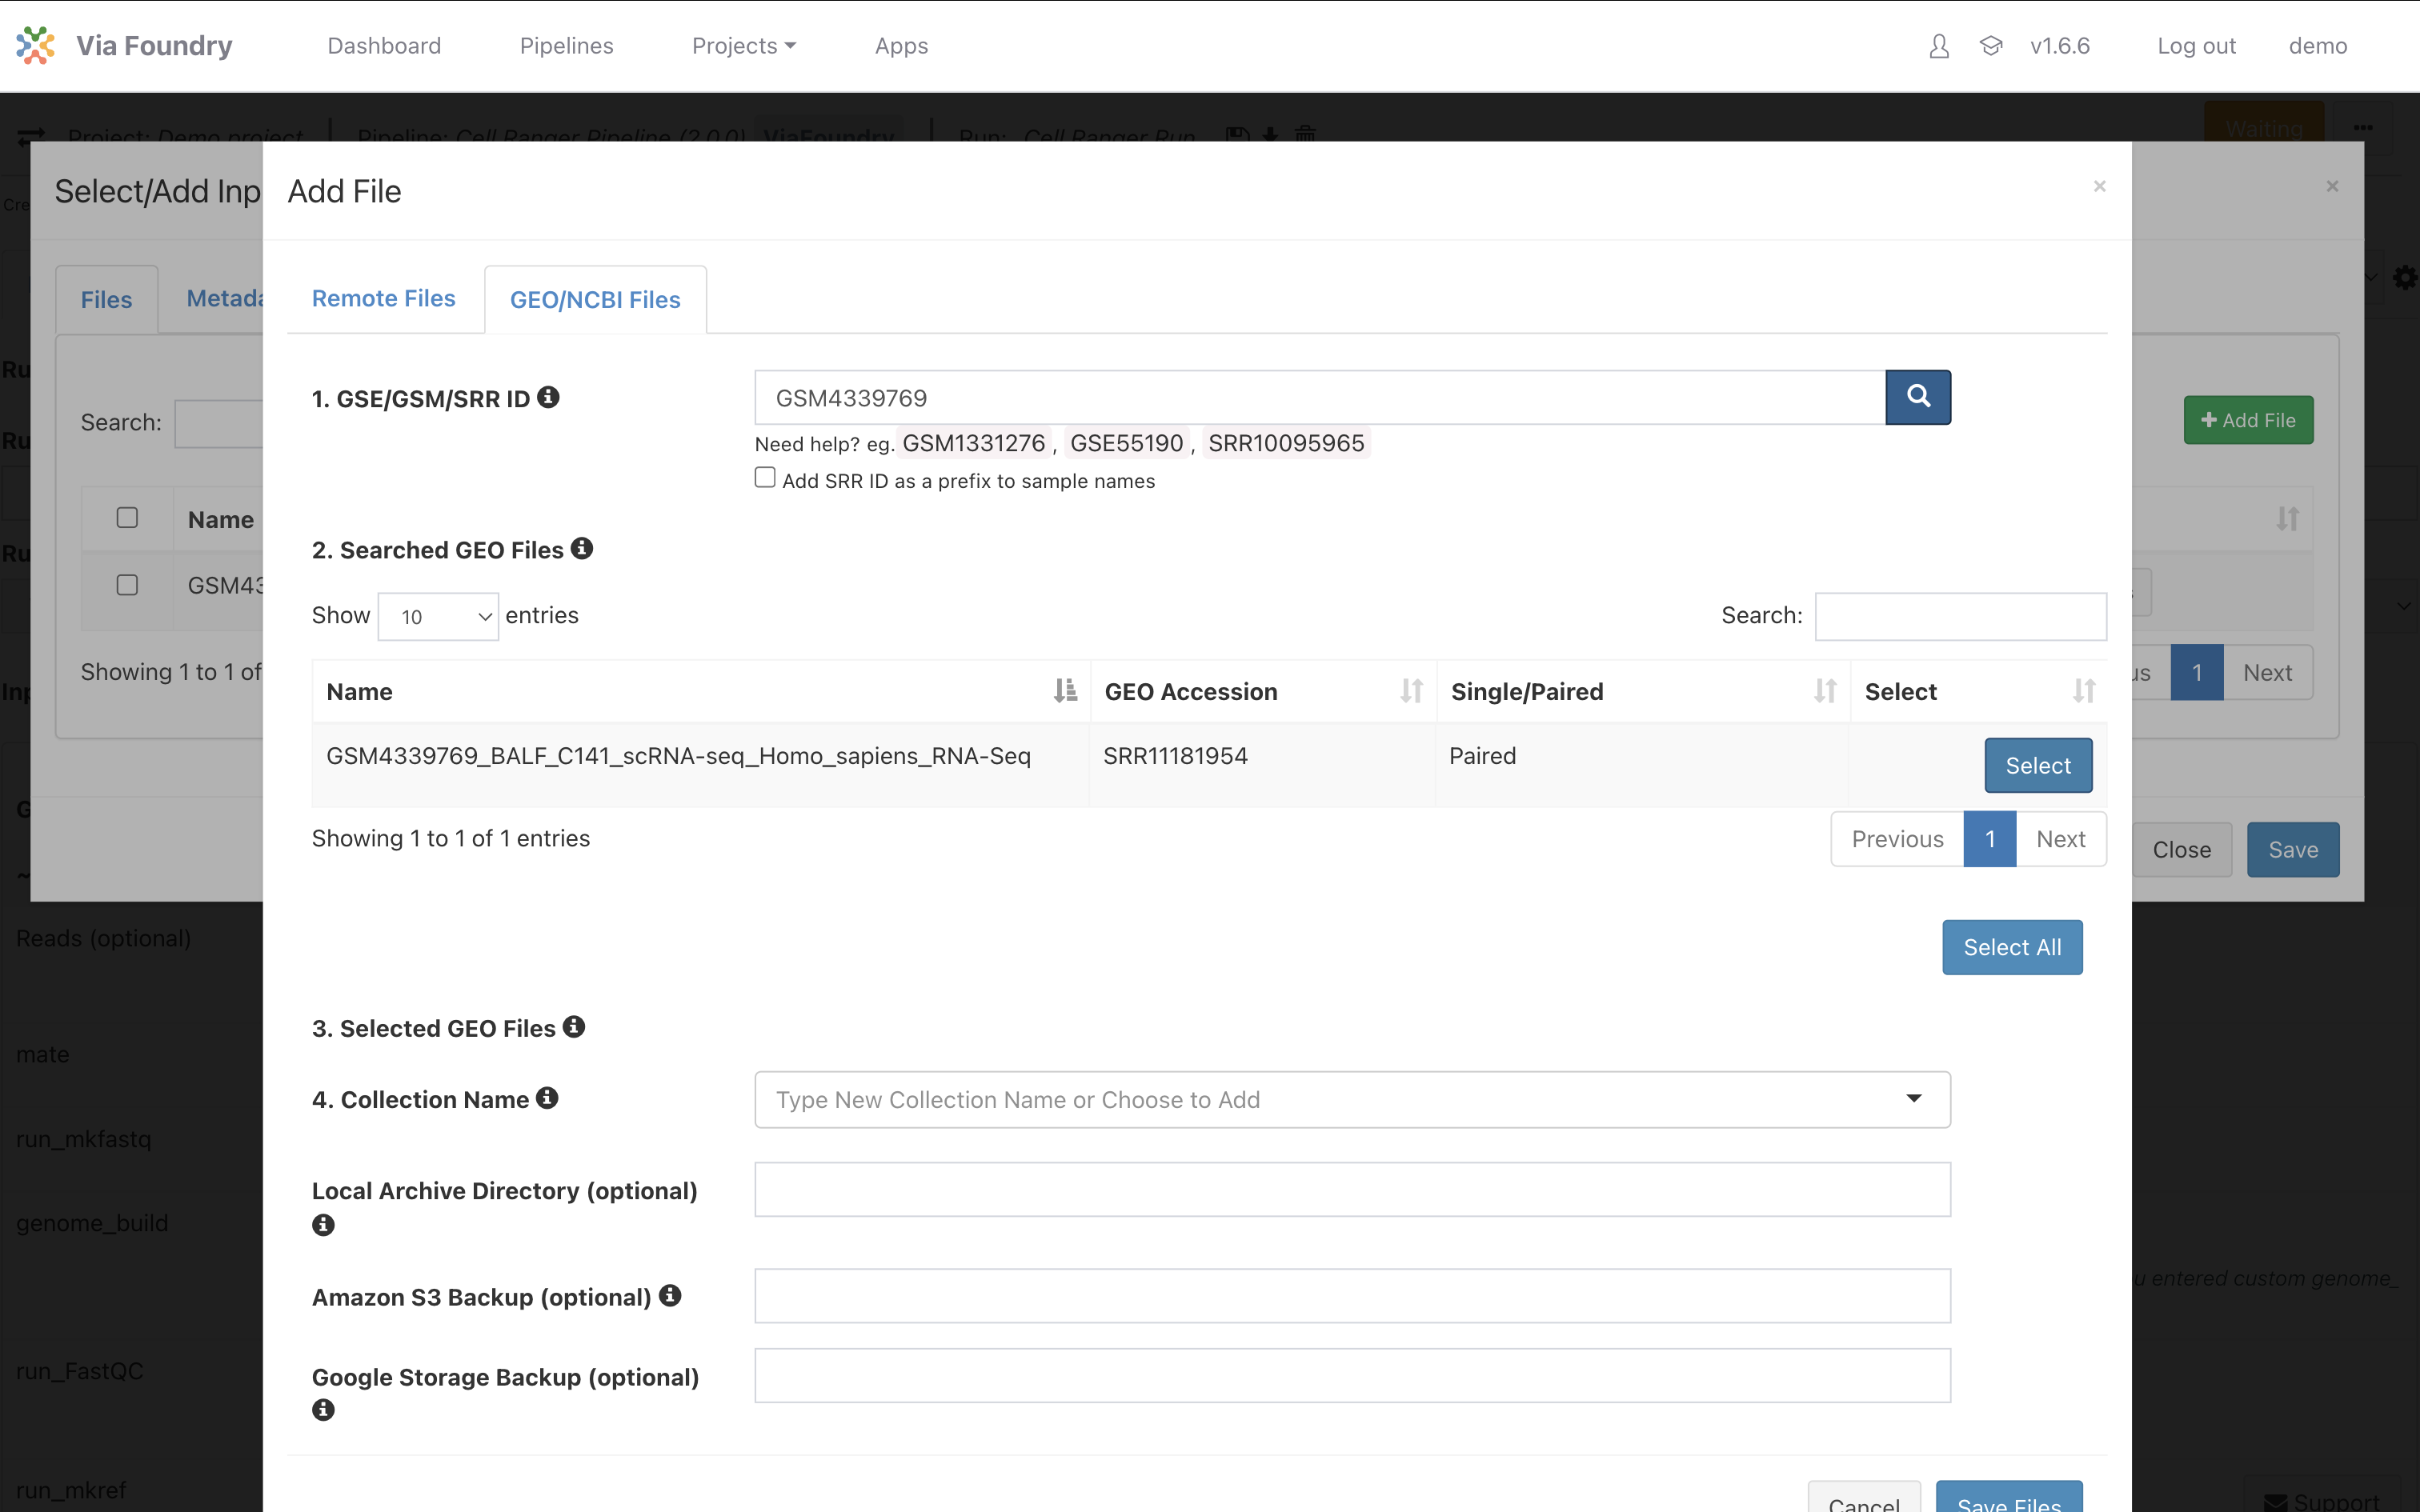 Via Foundry Dashboard Pipelines Projects Apps v1.6.6 Log out demo
Project: Demo project | Pipeline: Cell Ranger Pipeline (2.0.0) ViaFoundry | Run: Cell Ranger Run Waiting
Select/Add Inp
Add File
×
×
Cre
Files
Metada
Remote Files
GEO/NCBI Files
Ru
Search:
Ru
Name
Ru
GSM43
Showing 1 to 1 of
Inp
1. GSE/GSM/SRR ID
GSM4339769
Need help? eg. GSM1331276 , GSE55190 , SRR10095965
Add SRR ID as a prefix to sample names
+ Add File
2. Searched GEO Files
Show 10 entries
Search:
Name GEO Accession Single/Paired Select
GSM4339769_BALF_C141_scRNA-seq_Homo_sapiens_RNA-Seq SRR11181954 Paired Select
Showing 1 to 1 of 1 entries
Previous 1 Next
us 1 Next
Close Save
Select All
3. Selected GEO Files
4. Collection Name
Type New Collection Name or Choose to Add
Local Archive Directory (optional)
Amazon S3 Backup (optional)
Google Storage Backup (optional)
Cancel Save Files
Reads (optional)
mate
run_mkfastq
genome_build
u entered custom genome_
run_FastQC
run_mkref
Support